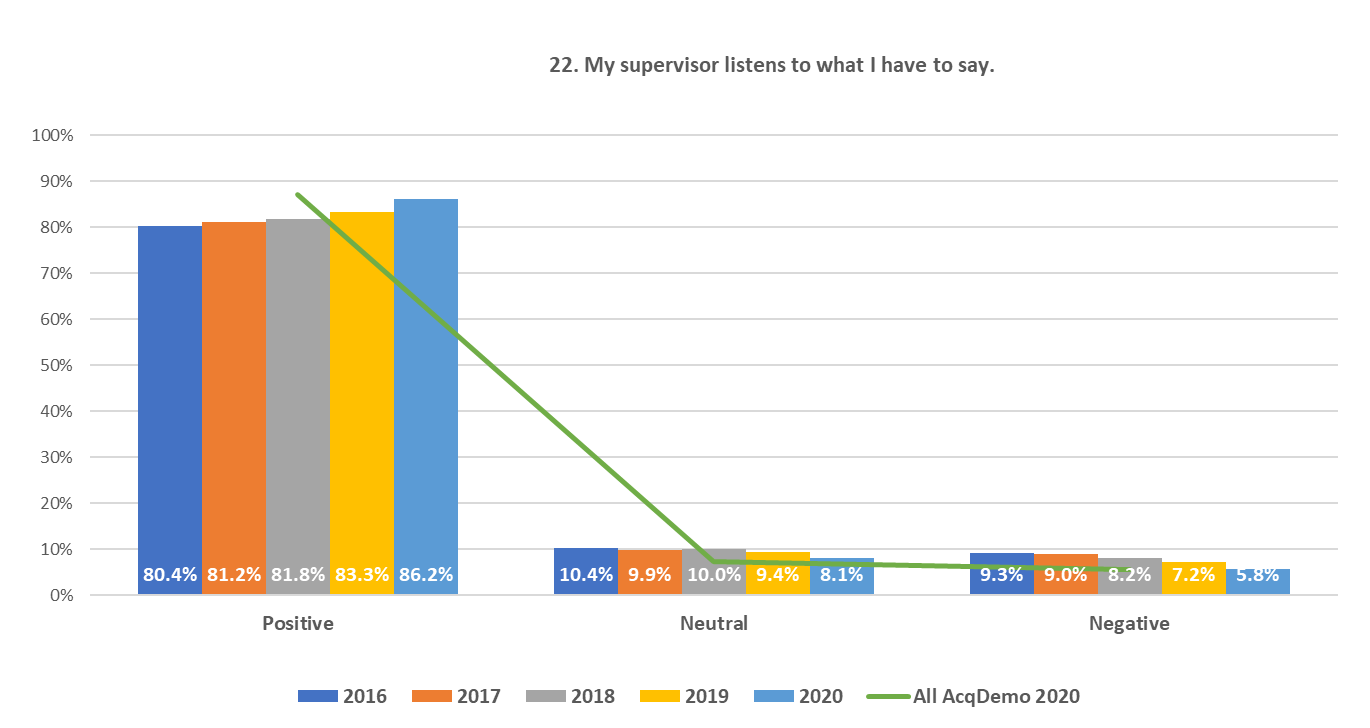 22. My supervisor listens to what I have to say.
100%
90%
80%
70%
60%
50%
40%
30%
20%
10%
0%
80.4% 81.2% 81.8% 83.3% 86.2% 10.4% 9.9% 10.0% 9.4% 8.1% 9.3% 9.0% 8.2% 7.2% 5.8%
Positive Neutral Negative
2016 2017 2018 2019 2020 All AcqDemo 2020